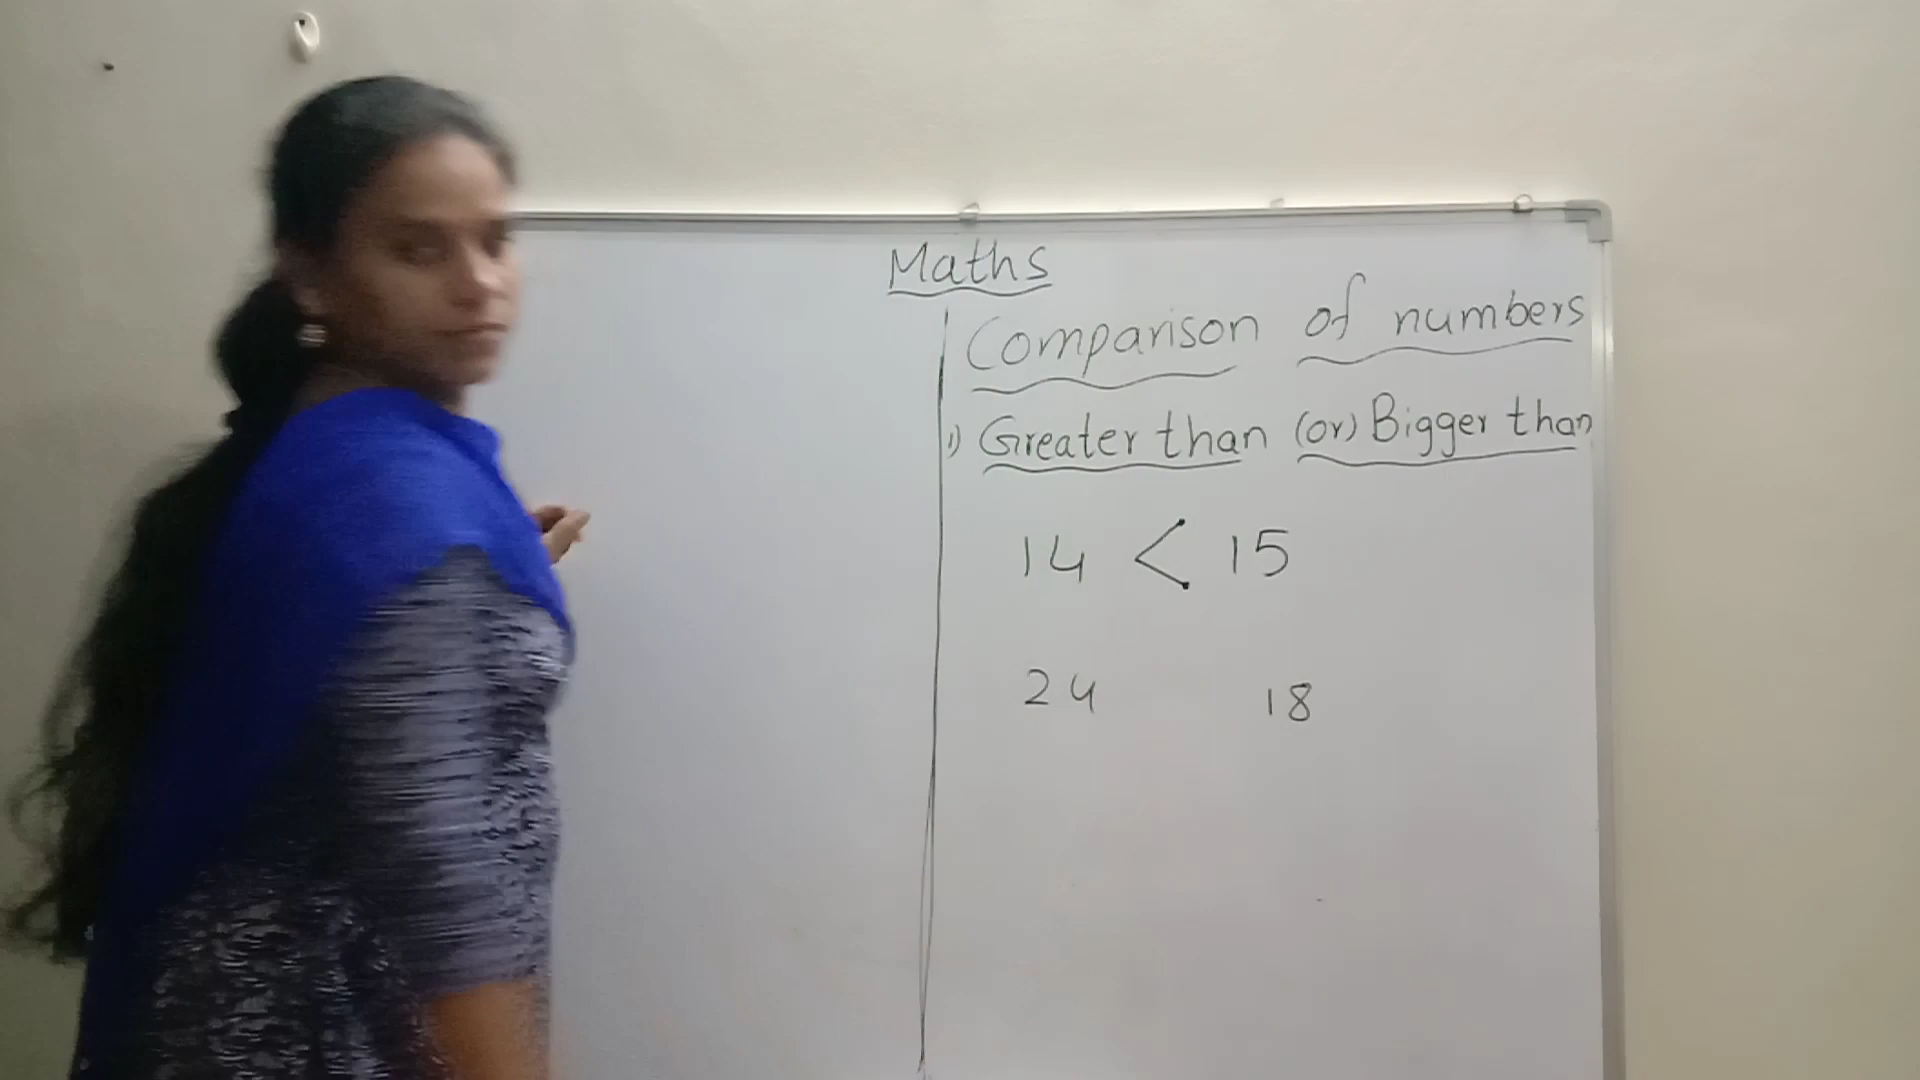 Maths
Comparison of numbers
1) Greater than (or) Bigger than
14 < 15
24 18